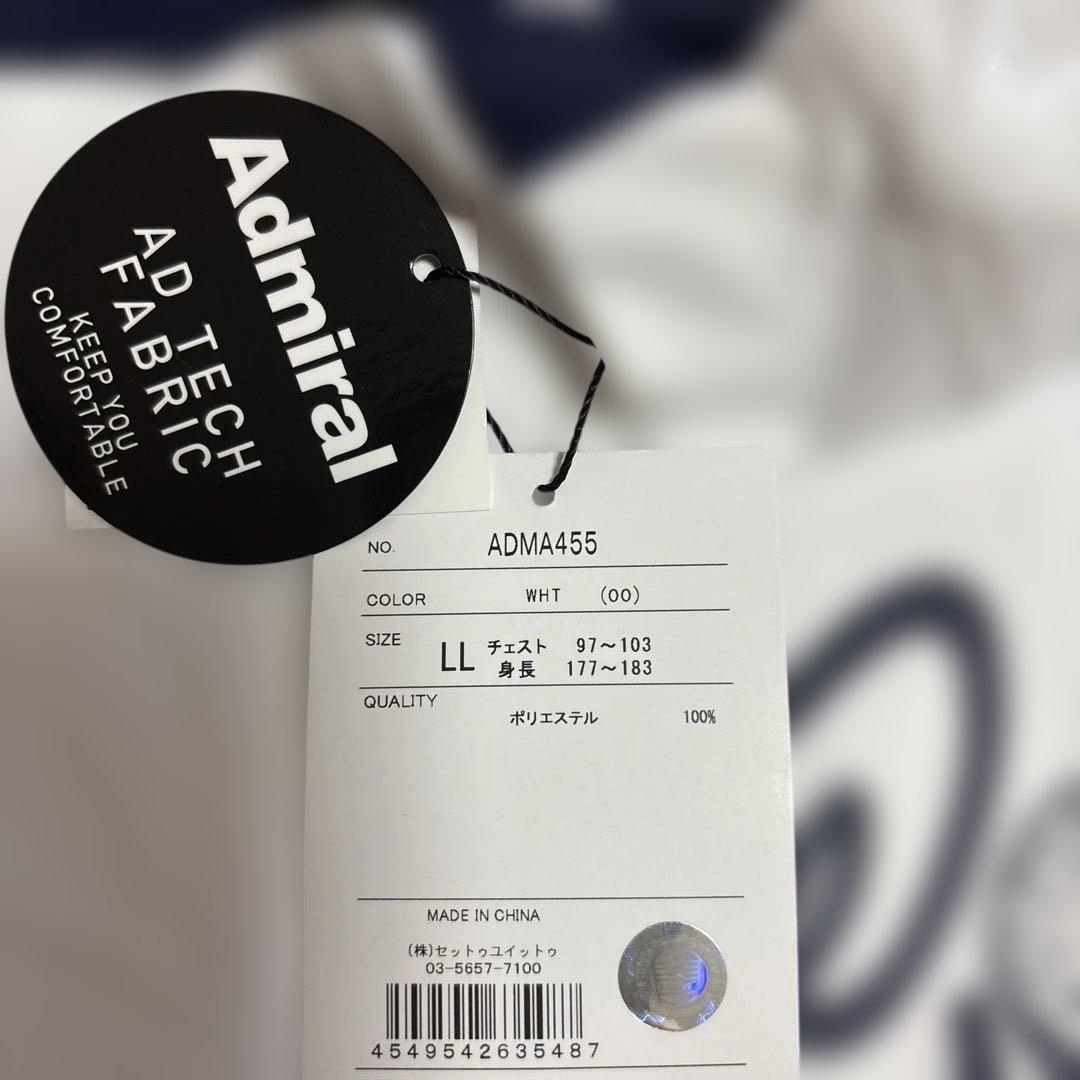 Admiral
AD TECH
FABRIC
KEEP YOU
COMFORTABLE
NO. ADMA455
COLOR WHT (00)
SIZE LL チェスト 97～103
身長 177～183
QUALITY
ポリエステル 100%
MADE IN CHINA
(株)セットゥユイットゥ
03-5657-7100
4549542635487